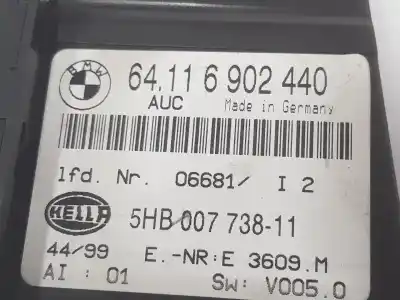 BMW
64.11 6 902 440
AUC Made in Germany
lfd. Nr. 06681/ I 2
HELLA 5HB 007 738-11
44/99 E.-NR:E 3609.M
AI : 01 SW: V005.0